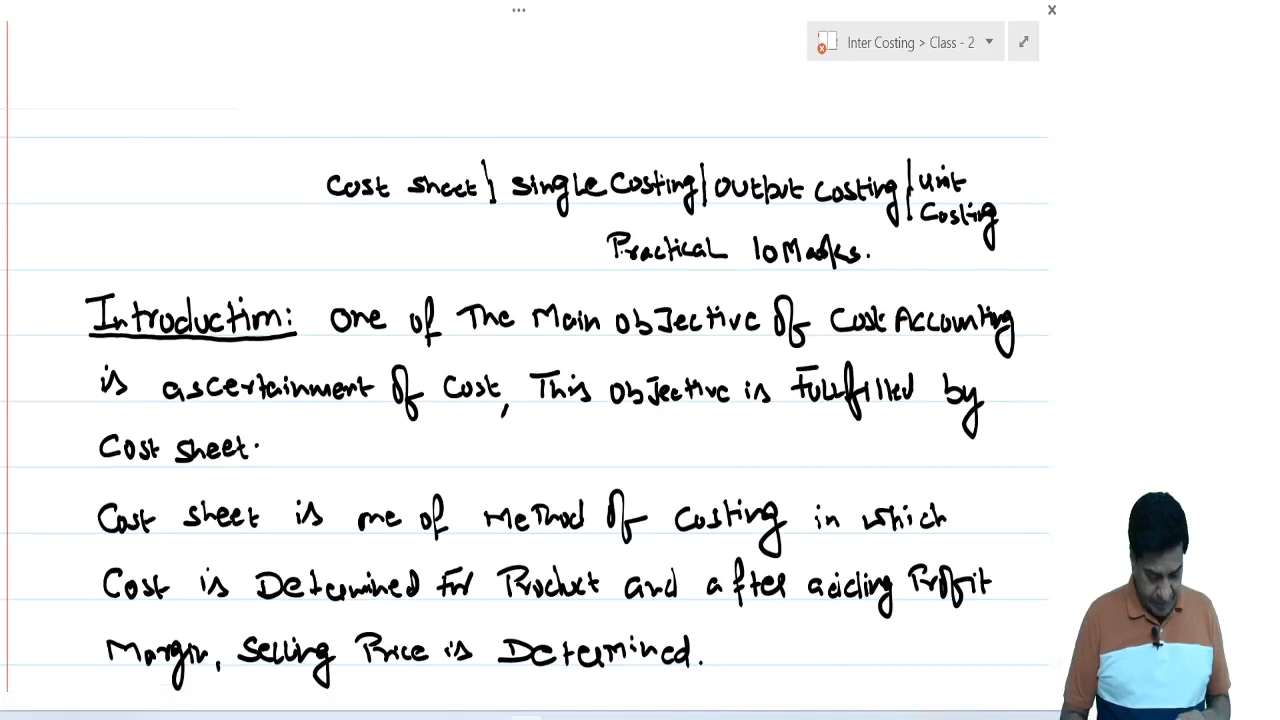 Inter Costing > Class - 2
Cost sheet | Single Costing | Output Costing | Unit Costing
Practical 10 Marks.
Introduction: One of The Main objective of Cost Accounting
is ascertainment of Cost, This objective is Fullfilled by
Cost sheet.
Cost sheet is one of Method of Costing in which
Cost is Determined For Product and after adding Profit
Margin, Selling Price is Determined.